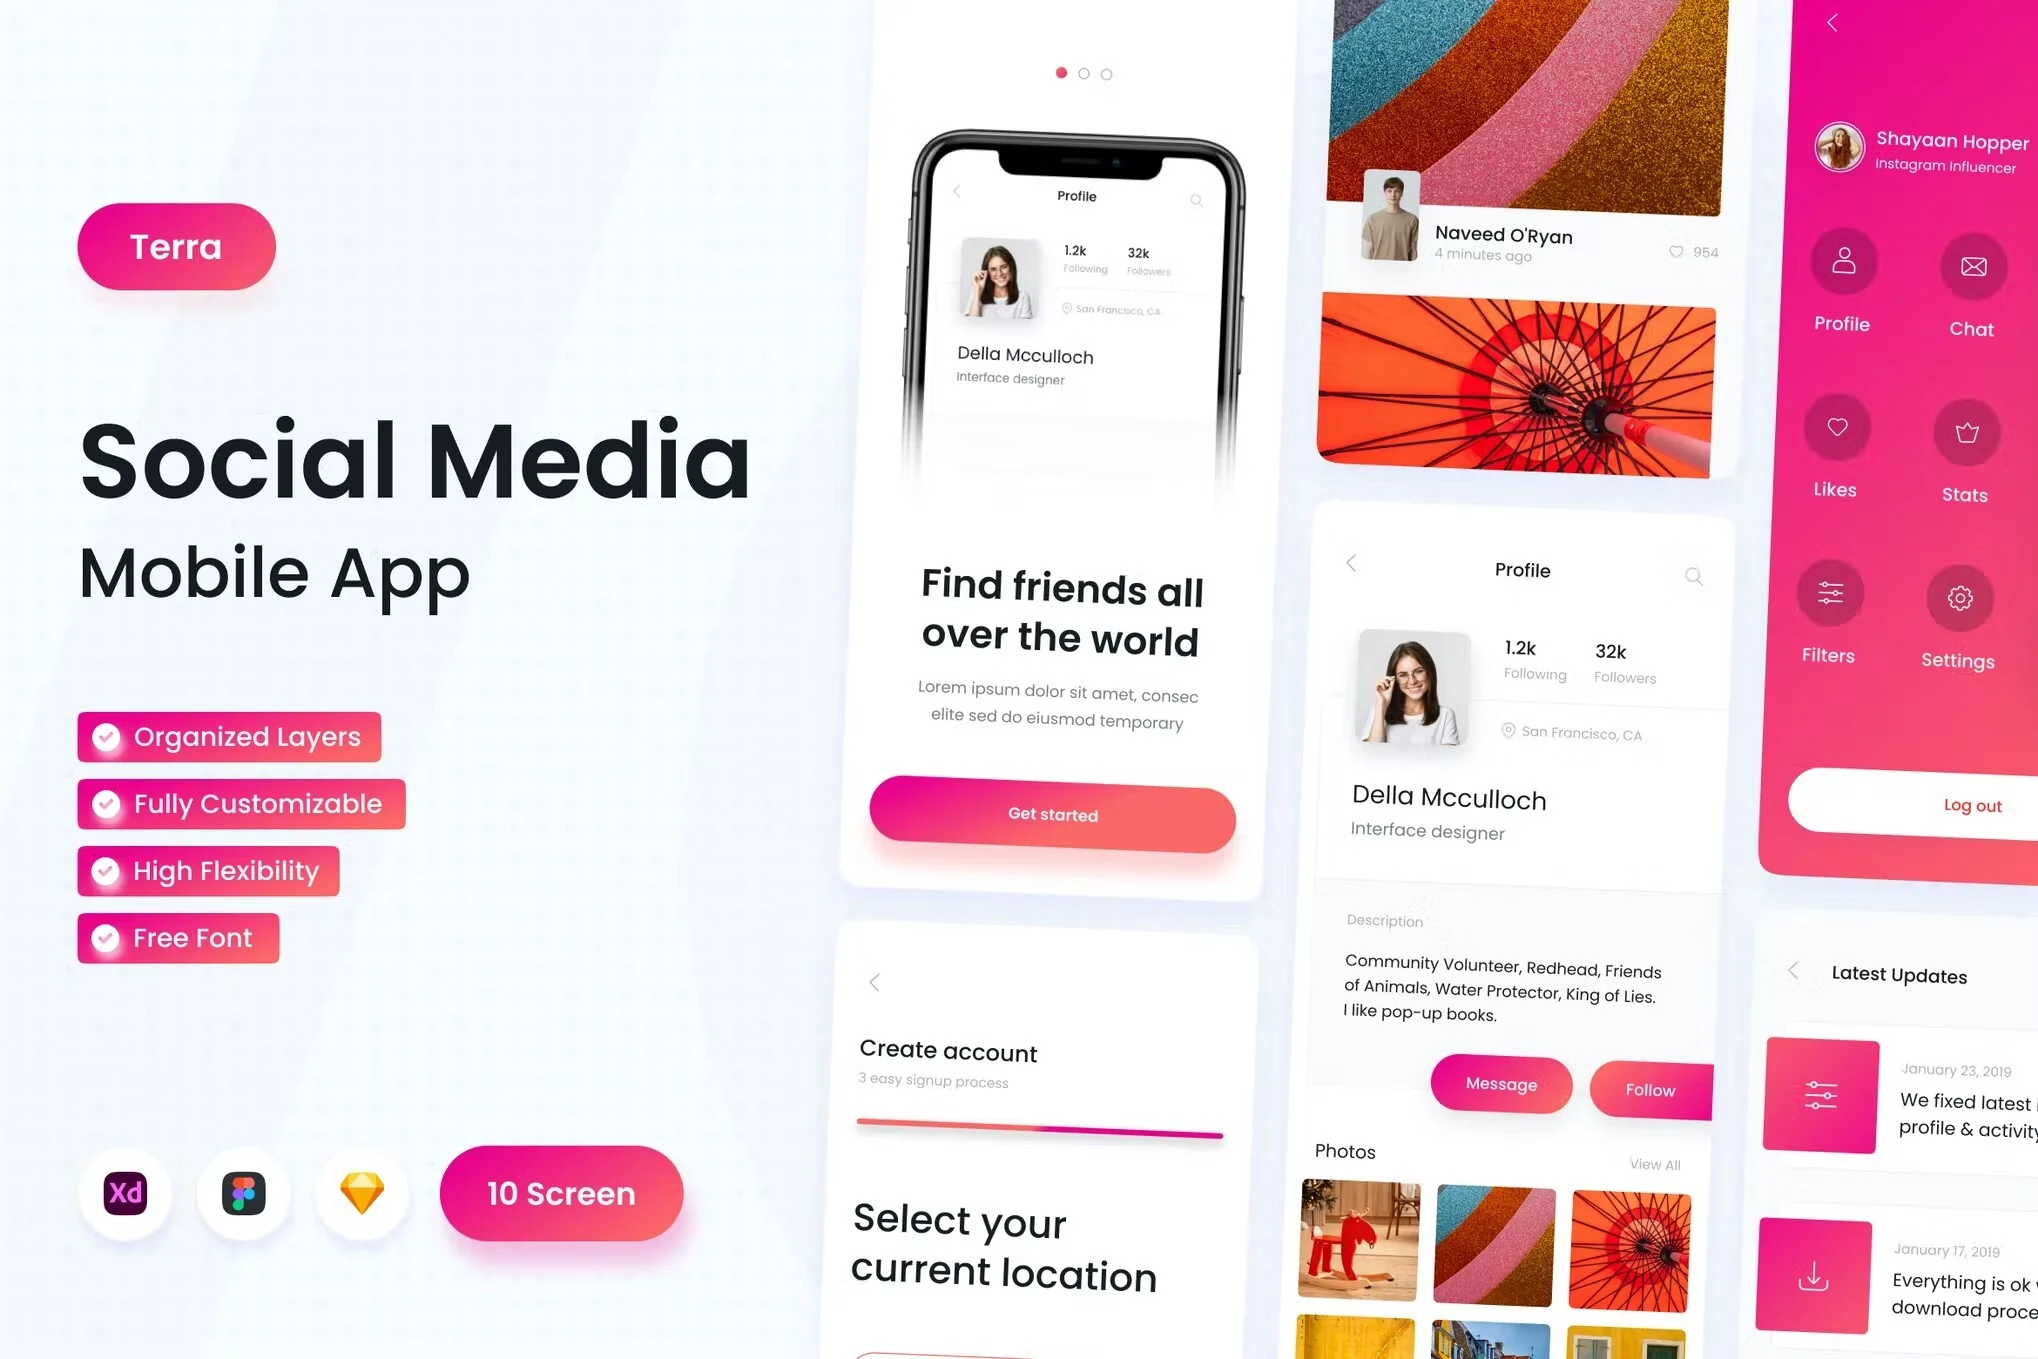 Terra
Social Media
Mobile App
Organized Layers
Fully Customizable
High Flexibility
Free Font
Xd
10 Screen
Profile
1.2k
Following
32k
Followers
San Francisco, CA
Della Mcculloch
Interface designer
Find friends all
over the world
Lorem ipsum dolor sit amet, consec
elite sed do eiusmod temporary
Get started
Create account
3 easy signup process
Select your
current location
Naveed O'Ryan
4 minutes ago
954
Profile
1.2k
Following
32k
Followers
San Francisco, CA
Della Mcculloch
Interface designer
Description
Community Volunteer, Redhead, Friends
of Animals, Water Protector, King of Lies.
I like pop-up books.
Message
Follow
Photos
View All
Shayaan Hopper
Instagram Influencer
Profile
Chat
Likes
Stats
Filters
Settings
Log out
Latest Updates
January 23, 2019
We fixed latest
profile & activity
January 17, 2019
Everything is ok
download proce